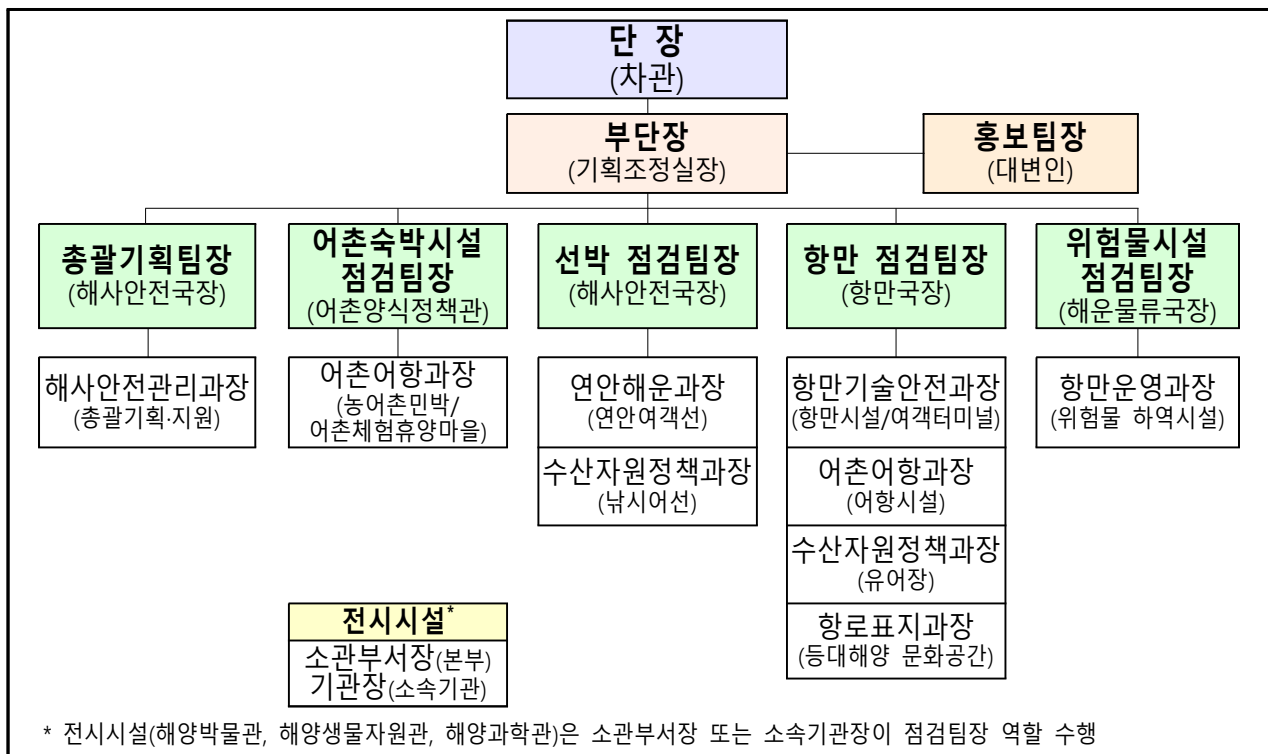 단 장
(차관)
부단장
(기획조정실장)
홍보팀장
(대변인)
총괄기획팀장
(해사안전국장)
어촌숙박시설
점검팀장
(어촌양식정책관)
선박 점검팀장
(해사안전국장)
항만 점검팀장
(항만국장)
위험물시설
점검팀장
(해운물류국장)
해사안전관리과장
(총괄기획·지원)
어촌어항과장
(농어촌민박/
어촌체험휴양마을)
연안해운과장
(연안여객선)
수산자원정책과장
(낚시어선)
항만기술안전과장
(항만시설/여객터미널)
어촌어항과장
(어항시설)
수산자원정책과장
(유어장)
항로표지과장
(등대해양 문화공간)
항만운영과장
(위험물 하역시설)
전시시설*
소관부서장(본부)
기관장(소속기관)
* 전시시설(해양박물관, 해양생물자원관, 해양과학관)은 소관부서장 또는 소속기관장이 점검팀장 역할 수행